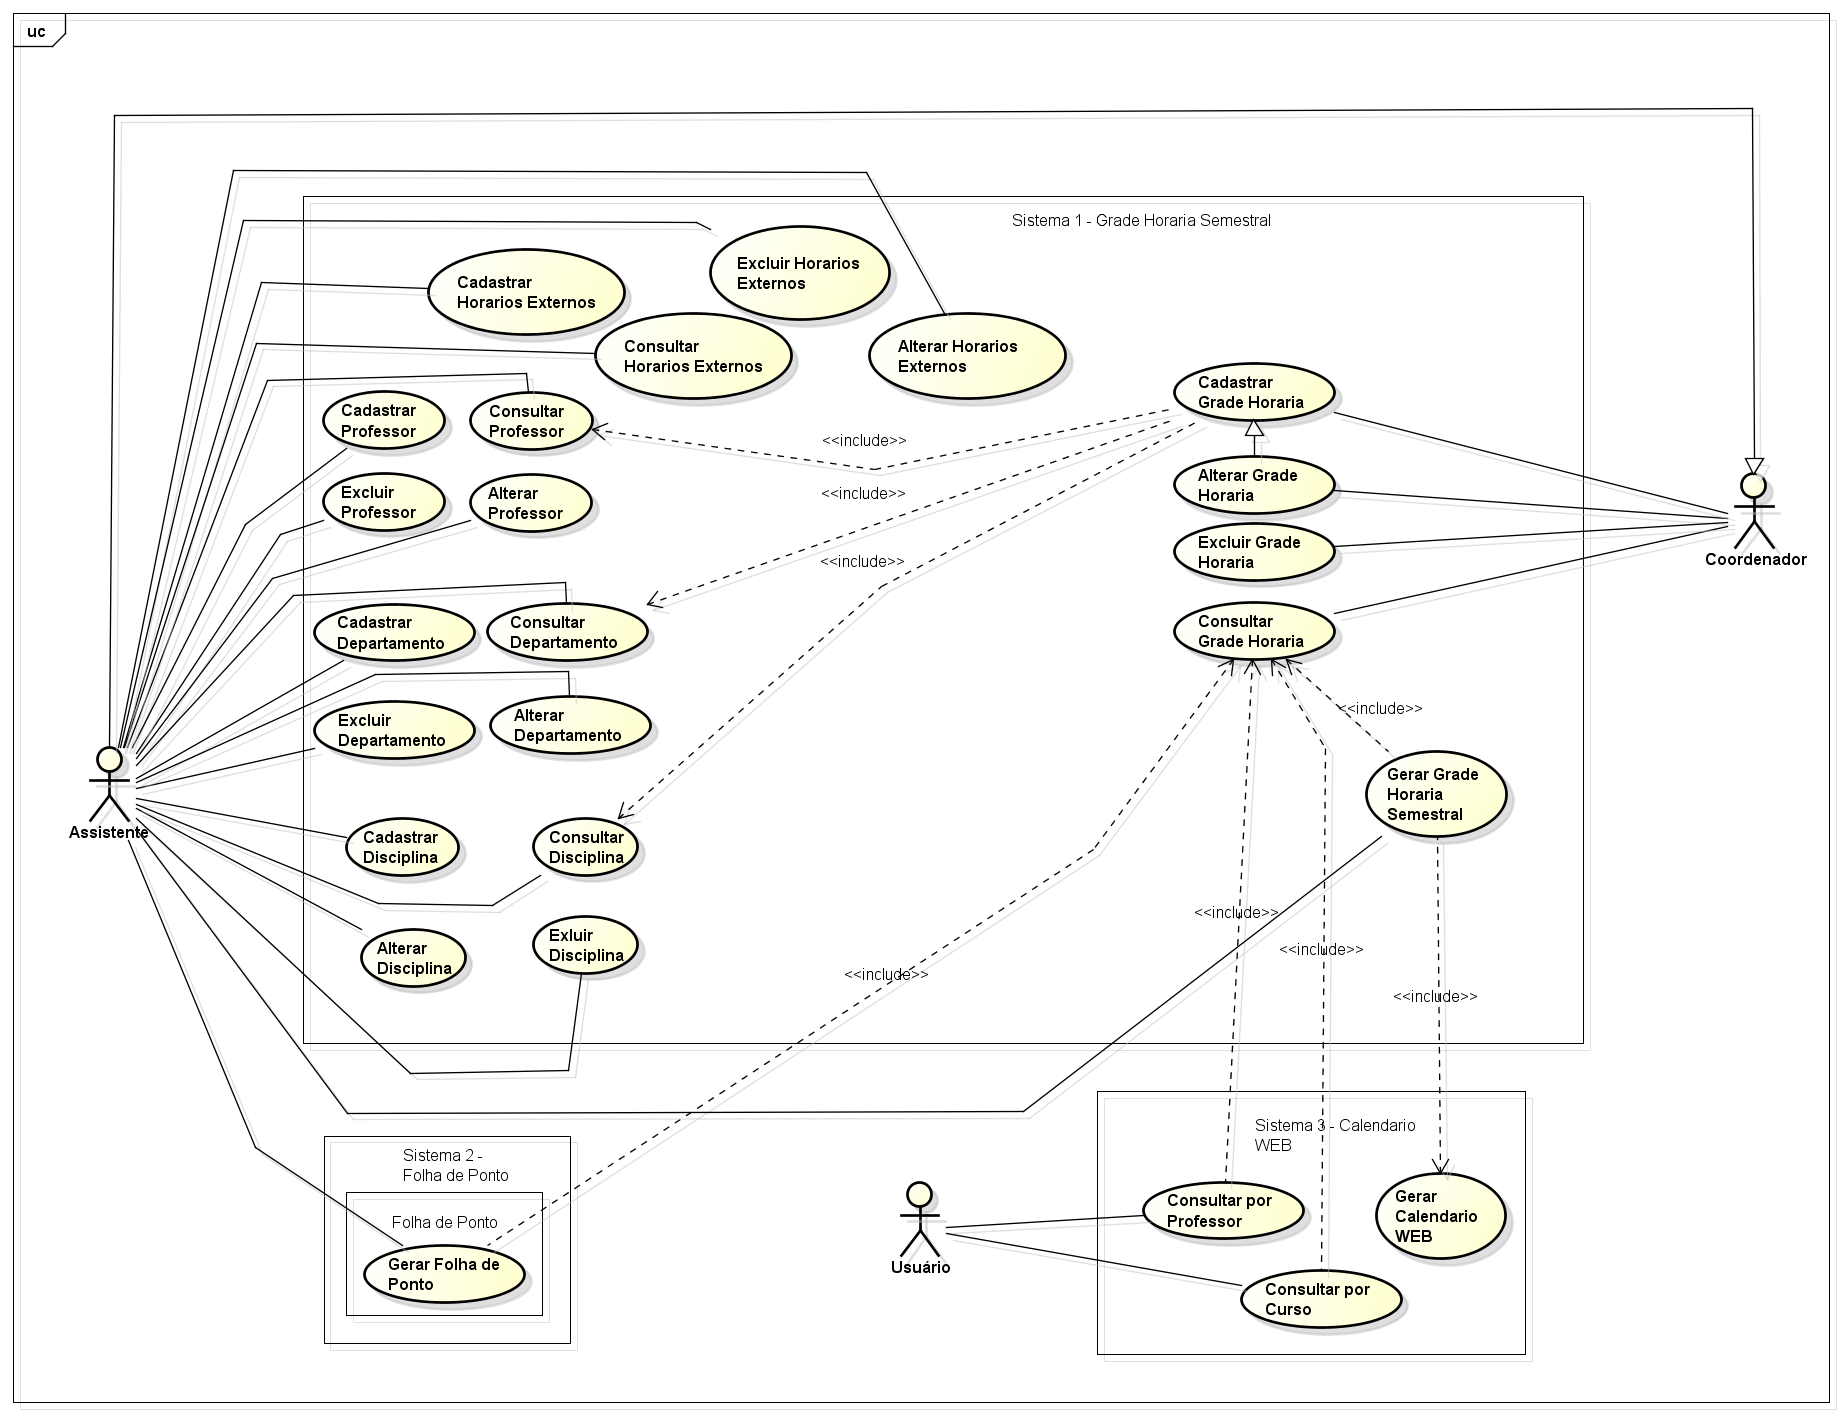 uc
Sistema 1 - Grade Horaria Semestral
Excluir Horarios
Externos
Cadastrar
Horarios Externos
Consultar
Horarios Externos
Alterar Horarios
Externos
Cadastrar
Professor
Consultar
Professor
Excluir
Professor
Alterar
Professor
<<include>>
<<include>>
<<include>>
Cadastrar
Grade Horaria
Alterar Grade
Horaria
Excluir Grade
Horaria
Consultar
Grade Horaria
Coordenador
Cadastrar
Departamento
Consultar
Departamento
Excluir
Departamento
Alterar
Departamento
<<include>>
Gerar Grade
Horaria
Semestral
Assistente
Cadastrar
Disciplina
Consultar
Disciplina
Alterar
Disciplina
Exluir
Disciplina
<<include>>
<<include>>
<<include>>
<<include>>
Sistema 2 -
Folha de Ponto
Folha de Ponto
Gerar Folha de
Ponto
Usuário
Sistema 3 - Calendario
WEB
Consultar por
Professor
Gerar
Calendario
WEB
Consultar por
Curso